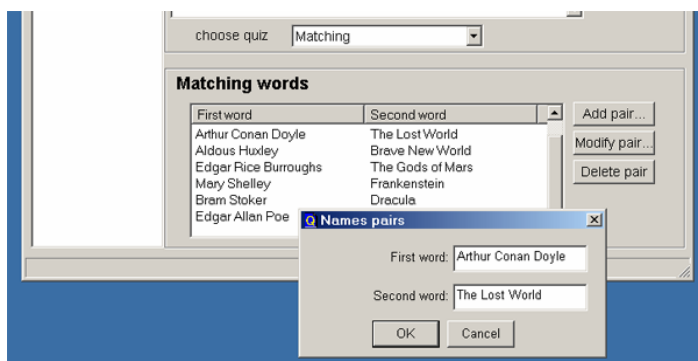 choose quiz Matching
Matching words
First word Second word
Arthur Conan Doyle The Lost World
Aldous Huxley Brave New World
Edgar Rice Burroughs The Gods of Mars
Mary Shelley Frankenstein
Bram Stoker Dracula
Edgar Allan Poe
Add pair...
Modify pair...
Delete pair
Q Names pairs
First word: Arthur Conan Doyle
Second word: The Lost World
OK Cancel